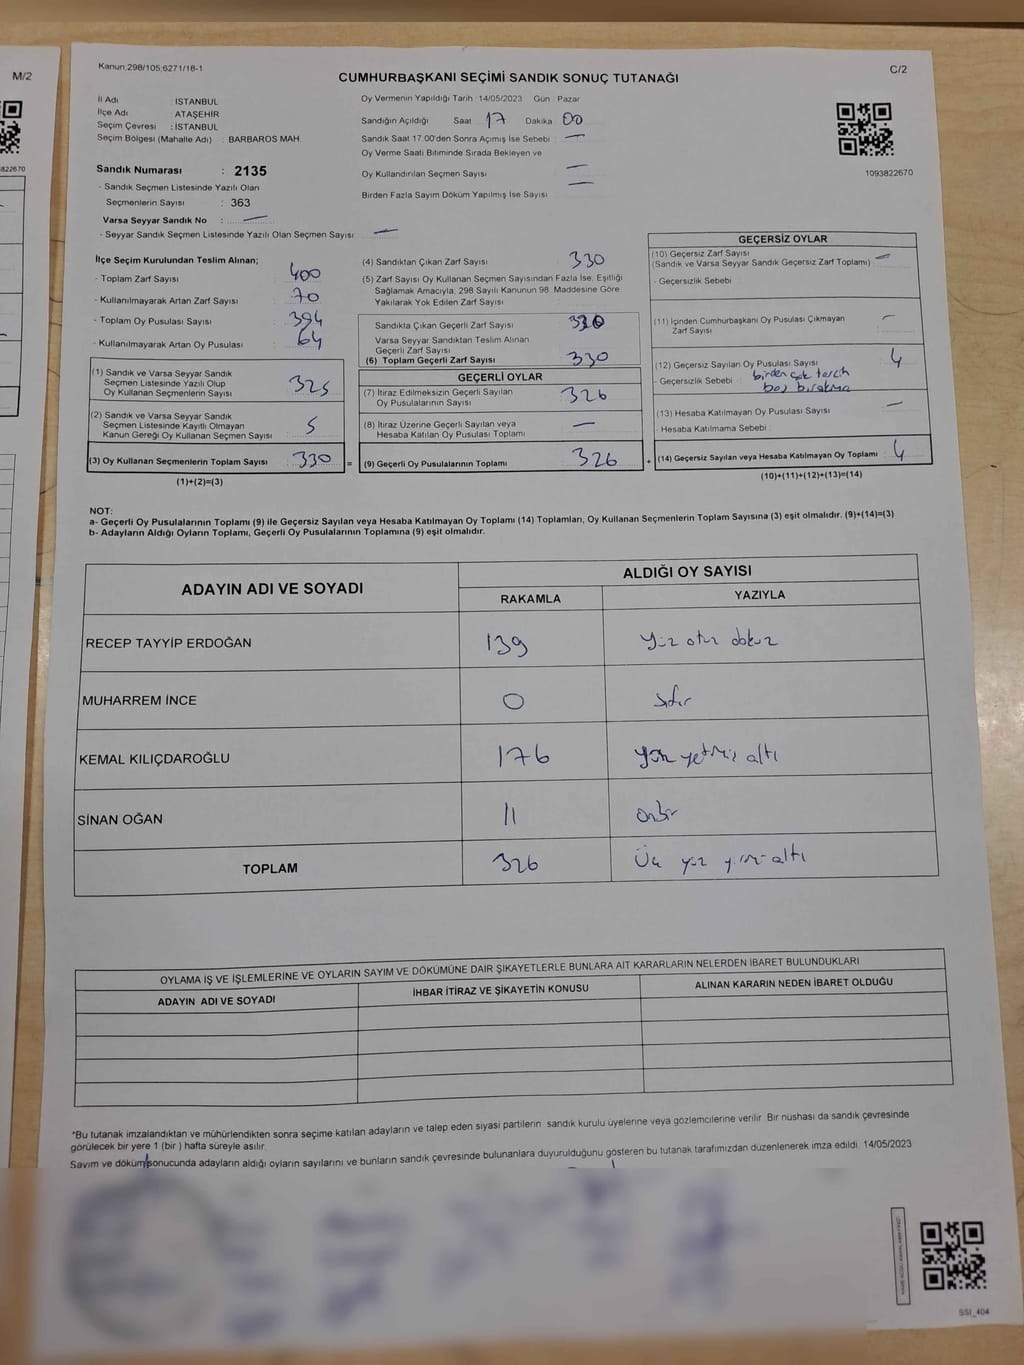 M/2
822670
Kanun;298/105;6271/18-1
C/2
CUMHURBAŞKANI SEÇİMİ SANDIK SONUÇ TUTANAĞI
İl Adı : İSTANBUL
İlçe Adı : ATAŞEHİR
Seçim Çevresi : İSTANBUL
Seçim Bölgesi (Mahalle Adı) : BARBAROS MAH.
Oy Vermenin Yapıldığı Tarih : 14/05/2023 Gün : Pazar
Sandığın Açıldığı Saat 17 Dakika 00
Sandık Saat 17:00'den Sonra Açımış İse Sebebi : —
Oy Verme Saati Bitiminde Sırada Bekleyen ve
Oy Kullandırılan Seçmen Sayısı : —
Birden Fazla Sayım Döküm Yapılmış İse Sayısı : —
1093822670
Sandık Numarası : 2135
- Sandık Seçmen Listesinde Yazılı Olan
Seçmenlerin Sayısı : 363
Varsa Seyyar Sandık No : —
- Seyyar Sandık Seçmen Listesinde Yazılı Olan Seçmen Sayısı : —
İlçe Seçim Kurulundan Teslim Alınan;
- Toplam Zarf Sayısı : 400
- Kullanılmayarak Artan Zarf Sayısı : 70
- Toplam Oy Pusulası Sayısı : 394
- Kullanılmayarak Artan Oy Pusulası : 64
(1) Sandık ve Varsa Seyyar Sandık
Seçmen Listesinde Yazılı Olup
Oy Kullanan Seçmenlerin Sayısı 325
(2) Sandık ve Varsa Seyyar Sandık
Seçmen Listesinde Kayıtlı Olmayan
Kanun Gereği Oy Kullanan Seçmen Sayısı 5
(3) Oy Kullanan Seçmenlerin Toplam Sayısı 330 =
(1)+(2)=(3)
(4) Sandıktan Çıkan Zarf Sayısı : 330
(5) Zarf Sayısı Oy Kullanan Seçmen Sayısından Fazla İse, Eşitliği
Sağlamak Amacıyla, 298 Sayılı Kanunun 98. Maddesine Göre
Yakılarak Yok Edilen Zarf Sayısı :
Sandıkta Çıkan Geçerli Zarf Sayısı 330
Varsa Seyyar Sandıktan Teslim Alınan
Geçerli Zarf Sayısı
(6) Toplam Geçerli Zarf Sayısı 330
GEÇERLİ OYLAR
(7) İtiraz Edilmeksizin Geçerli Sayılan
Oy Pusulalarının Sayısı 326
(8) İtiraz Üzerine Geçerli Sayılan veya
Hesaba Katılan Oy Pusulası Toplamı —
(9) Geçerli Oy Pusulalarının Toplamı 326 +
GEÇERSİZ OYLAR
(10) Geçersiz Zarf Sayısı
(Sandık ve Varsa Seyyar Sandık Geçersiz Zarf Toplamı) —
- Geçersizlik Sebebi :
(11) İçinden Cumhurbaşkanı Oy Pusulası Çıkmayan
Zarf Sayısı —
(12) Geçersiz Sayılan Oy Pusulası Sayısı 4
- Geçersizlik Sebebi : birden çok tercih
boş bırakma
(13) Hesaba Katılmayan Oy Pusulası Sayısı —
- Hesaba Katılmama Sebebi :
(14) Geçersiz Sayılan veya Hesaba Katılmayan Oy Toplamı 4
(10)+(11)+(12)+(13)=(14)
NOT:
a- Geçerli Oy Pusulalarının Toplamı (9) ile Geçersiz Sayılan veya Hesaba Katılmayan Oy Toplamı (14) Toplamları, Oy Kullanan Seçmenlerin Toplam Sayısına (3) eşit olmalıdır. (9)+(14)=(3)
b- Adayların Aldığı Oyların Toplamı, Geçerli Oy Pusulalarının Toplamına (9) eşit olmalıdır.
ADAYIN ADI VE SOYADI ALDIĞI OY SAYISI
RAKAMLA YAZIYLA
RECEP TAYYİP ERDOĞAN 139 Yüz otuz dokuz
MUHARREM İNCE 0 sıfır
KEMAL KILIÇDAROĞLU 176 Yüz yetmiş altı
SİNAN OĞAN 11 Onbir
TOPLAM 326 Üç yüz yirmi altı
OYLAMA İŞ VE İŞLEMLERİNE VE OYLARIN SAYIM VE DÖKÜMÜNE DAİR ŞİKAYETLERLE BUNLARA AİT KARARLARIN NELERDEN İBARET BULUNDUKLARI
ADAYIN ADI VE SOYADI İHBAR İTİRAZ VE ŞİKAYETİN KONUSU ALINAN KARARIN NEDEN İBARET OLDUĞU
*Bu tutanak imzalandıktan ve mühürlendikten sonra seçime katılan adayların ve talep eden siyasi partilerin sandık kurulu üyelerine veya gözlemcilerine verilir. Bir nüshası da sandık çevresinde
görülecek bir yere 1 (bir) hafta süreyle asılır.
Sayım ve döküm sonucunda adayların aldığı oyların sayılarını ve bunların sandık çevresinde bulunanlara duyurulduğunu gösteren bu tutanak tarafımızdan düzenlenerek imza edildi. 14/05/2023
SSI_404